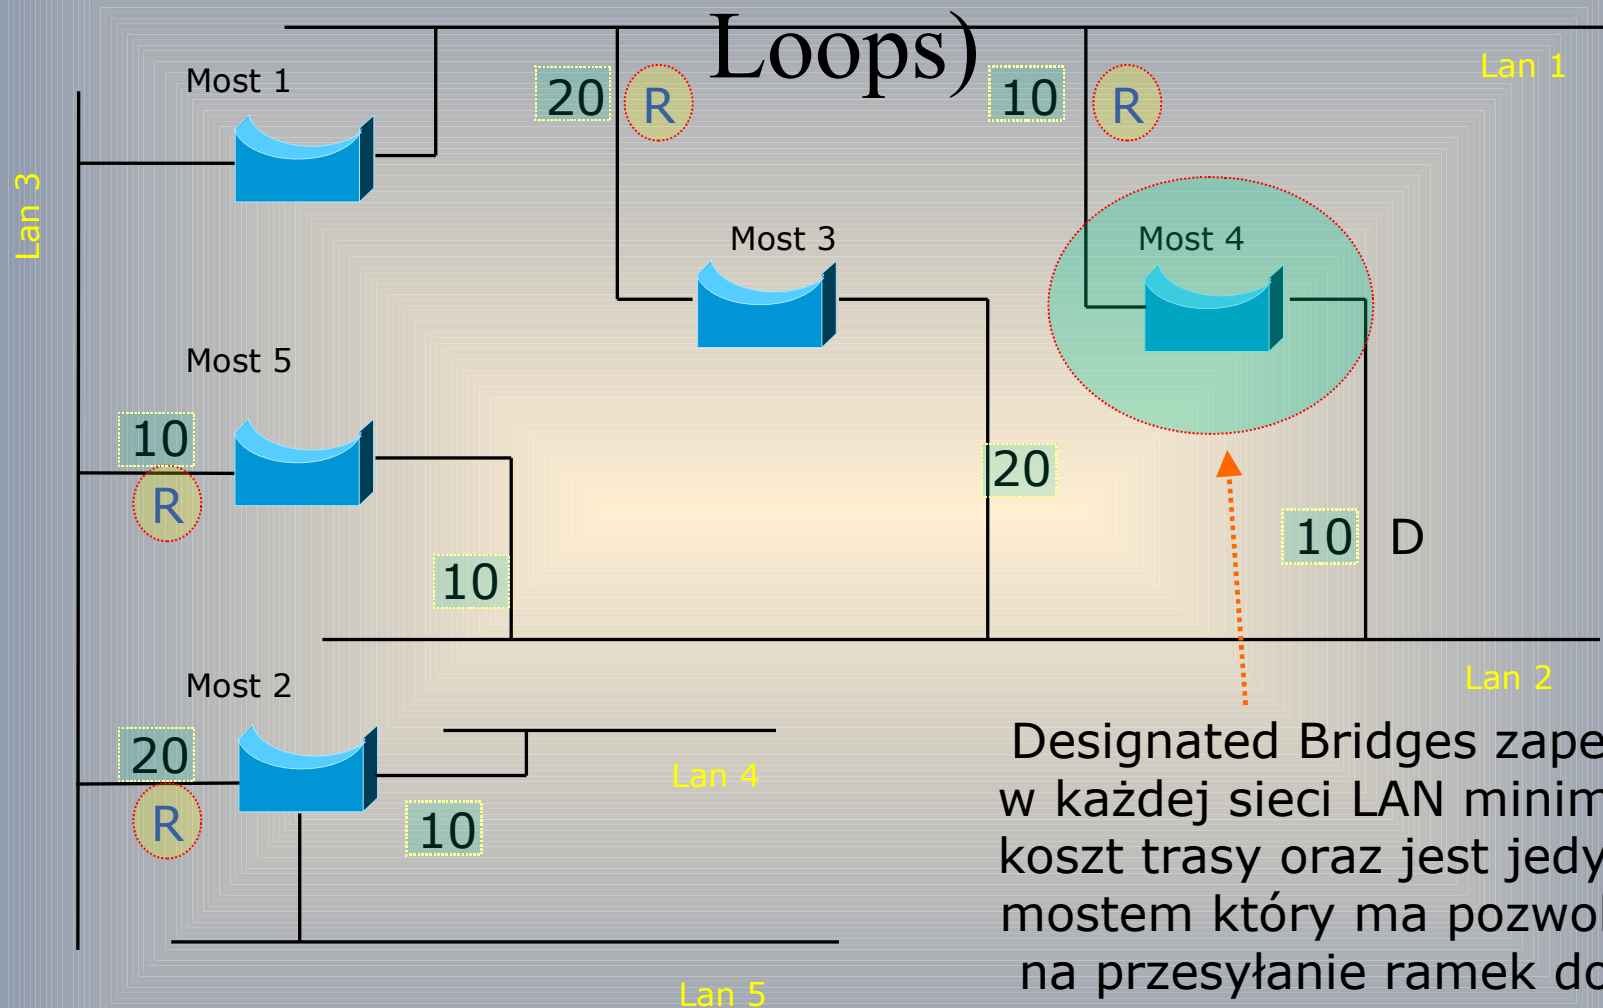 Loops)
Lan 1
Most 1
20
R
10
R
Lan 3
Most 3
Most 4
Most 5
10
R
20
10
10
D
Lan 2
Most 2
20
R
Lan 4
10
Designated Bridges zape
w każdej sieci LAN minim
koszt trasy oraz jest jedy
mostem który ma pozwol
na przesyłanie ramek do
Lan 5